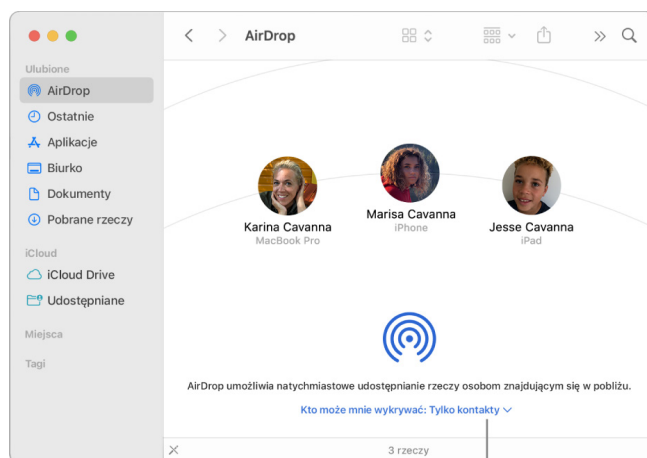 AirDrop
Ulubione
AirDrop
Ostatnie
Aplikacje
Biurko
Dokumenty
Pobrane rzeczy
iCloud
iCloud Drive
Udostępniane
Miejsca
Tagi
Karina Cavanna
MacBook Pro
Marisa Cavanna
iPhone
Jesse Cavanna
iPad
AirDrop umożliwia natychmiastowe udostępnianie rzeczy osobom znajdującym się w pobliżu.
Kto może mnie wykrywać: Tylko kontakty
3 rzeczy